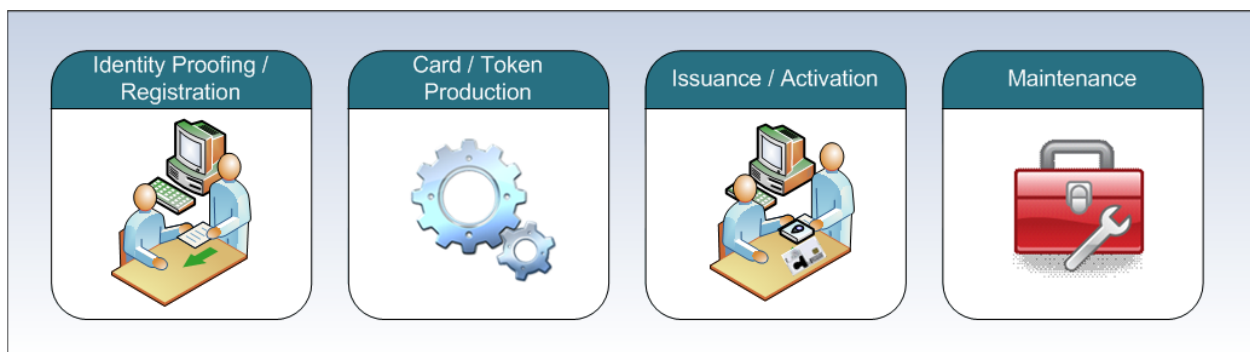 Identity Proofing /
Registration
Card / Token
Production
Issuance / Activation
Maintenance